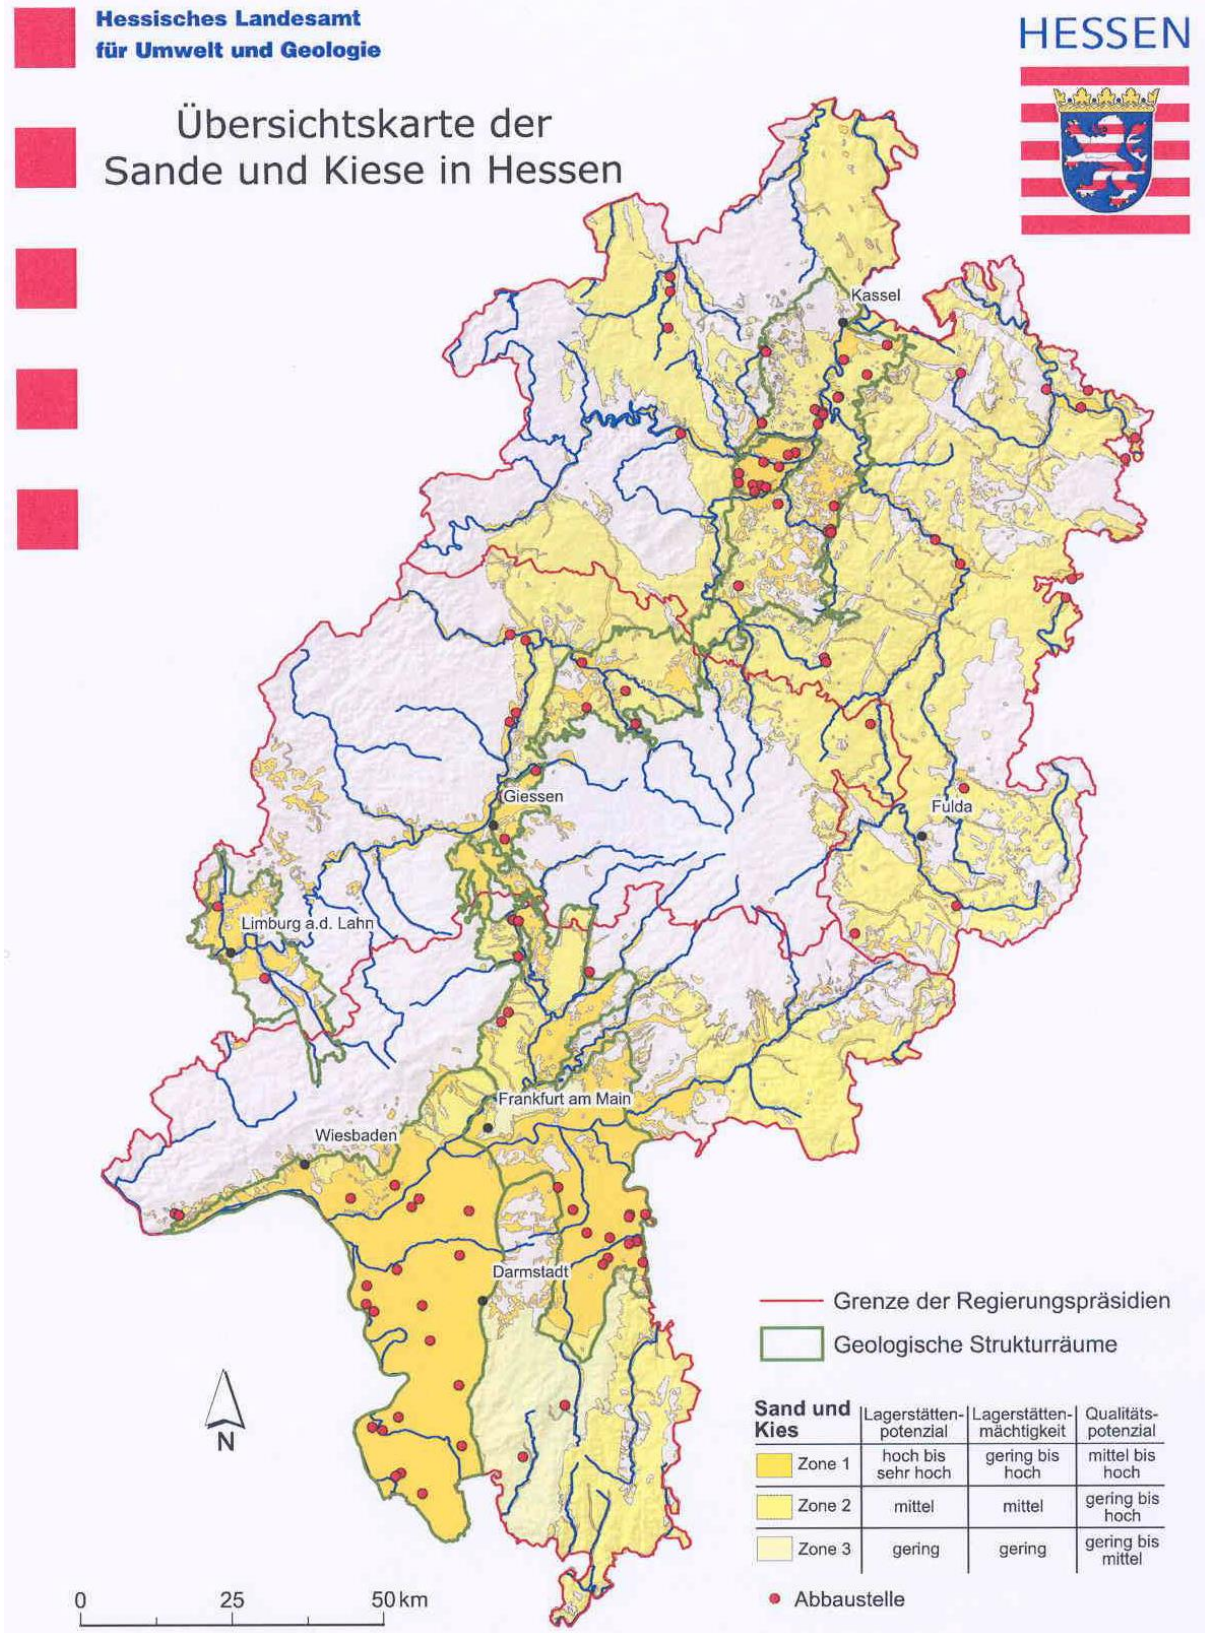 Hessisches Landesamt
für Umwelt und Geologie
HESSEN
Übersichtskarte der
Sande und Kiese in Hessen
Kassel
Giessen
Fulda
Limburg a.d. Lahn
Frankfurt am Main
Wiesbaden
Darmstadt
Grenze der Regierungspräsidien
Geologische Strukturräume
N
Sand und Kies
Lagerstätten-
potenzial
Lagerstätten-
mächtigkeit
Qualitäts-
potenzial
Zone 1
hoch bis
sehr hoch
gering bis
hoch
mittel bis
hoch
Zone 2
mittel
mittel
gering bis
hoch
Zone 3
gering
gering
gering bis
mittel
Abbaustelle
0 25 50 km